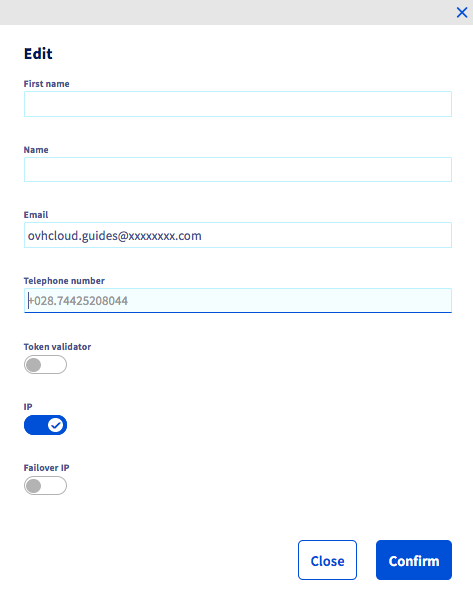 Edit
First name
Name
Email
ovhcloud.guides@xxxxxxxx.com
Telephone number
+028.74425208044
Token validator
IP
Failover IP
Close Confirm